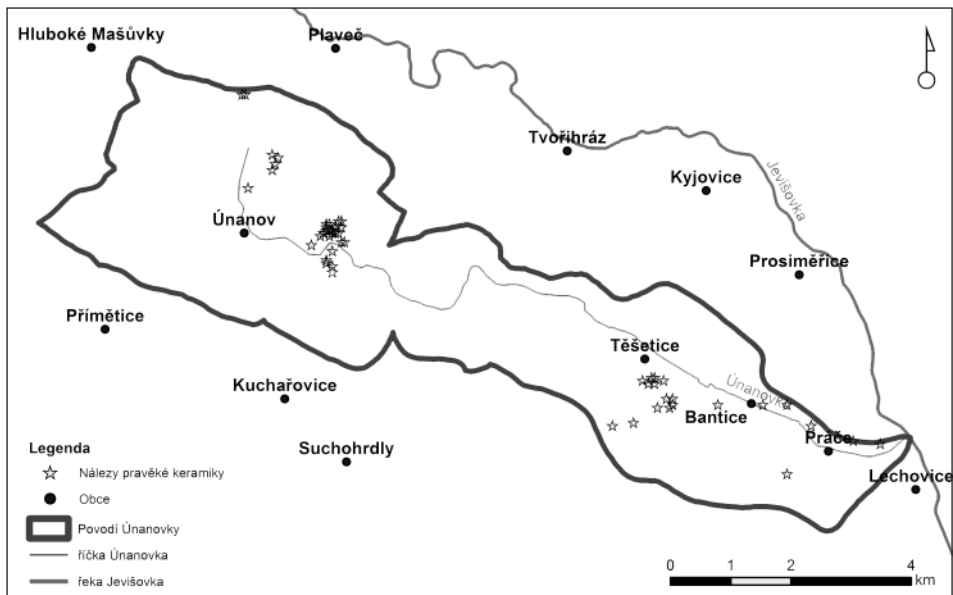 Hluboké Mašůvky
Plaveč
Tvořihráz
Kyjovice
Jevišovka
Únanov
Prosiměřice
Přímětice
Těšetice
Kuchařovice
Únanovka
Bantice
Práče
Suchohrdly
Lechovice
Legenda
Nálezy pravěké keramiky
Obce
Povodí Únanovky
říčka Únanovka
řeka Jevišovka
0 1 2 4
km